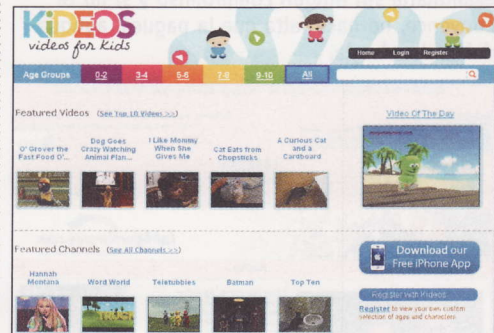 KiDEOS
videos for Kids
Home Login Register
Age Groups 0-2 3-4 5-6 7-8 9-10 All
Featured Videos (See Top 10 Videos >>)
Video Of The Day
O' Grover the Fast Food O'...
Dog Goes Crazy Watching Animal Plan...
I Like Mommy When She Gives Me
Cat Eats from Chopsticks
A Curious Cat and a Cardboard
Featured Channels (See All Channels >>)
Download our
Free iPhone App
Hannah Montana
Word World
Teletubbies
Batman
Top Ten
Register with Kideos
Register to view your own custom
selection of ages and characters.
TRUCK